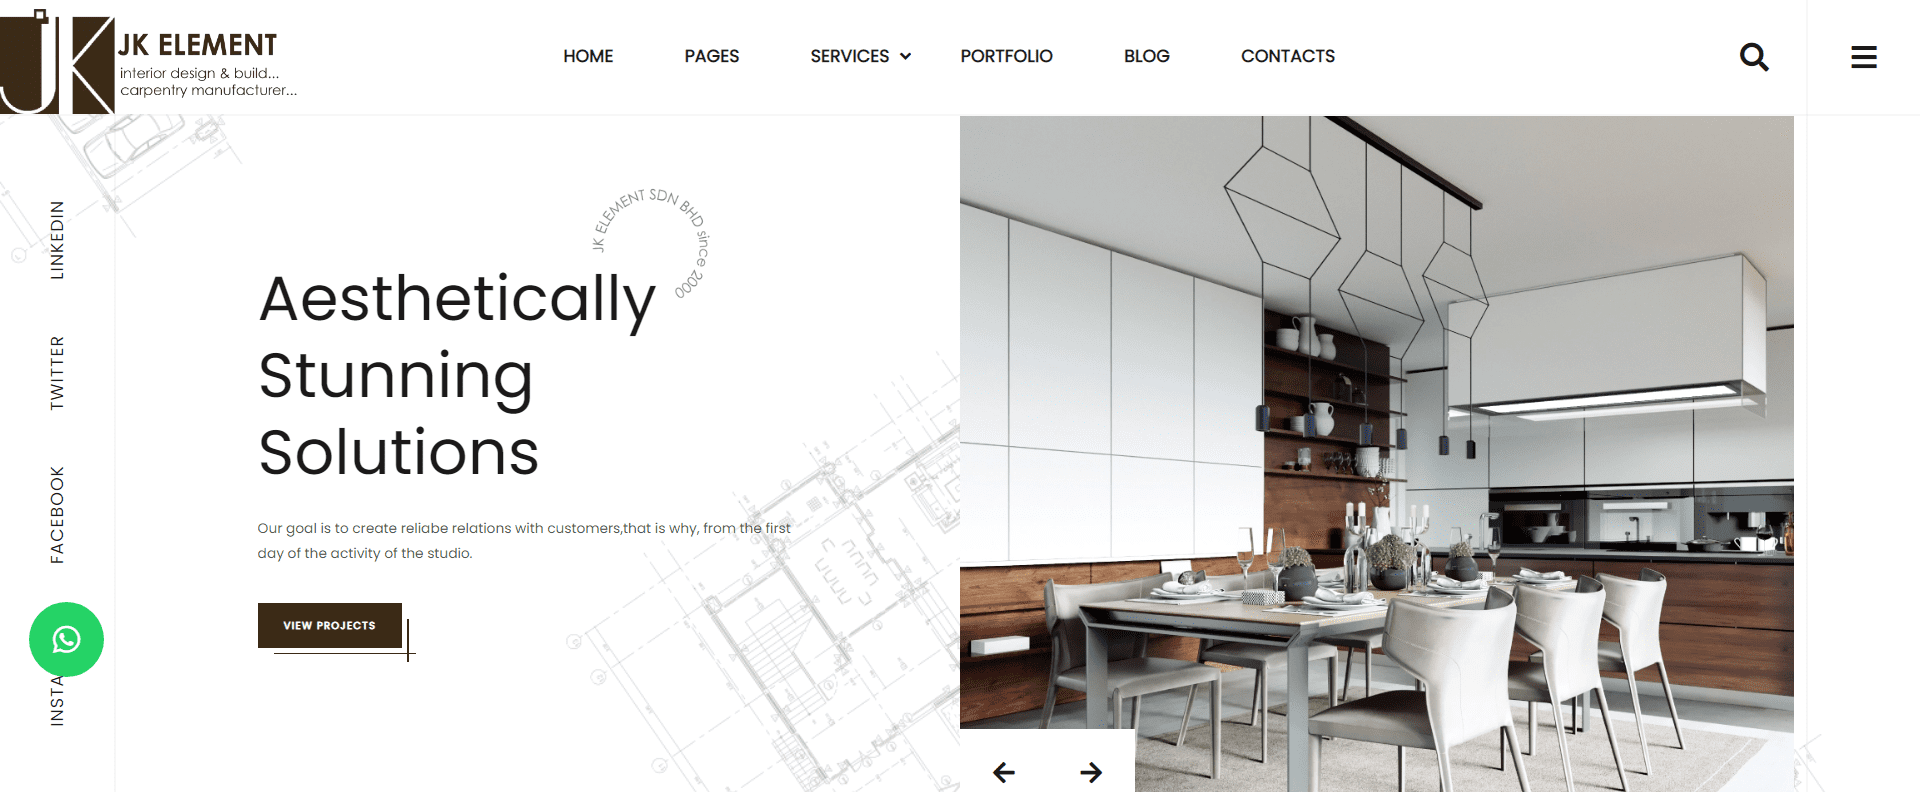 JK
JK ELEMENT
interior design & build...
carpentry manufacturer...
HOME
PAGES
SERVICES
PORTFOLIO
BLOG
CONTACTS
LINKEDIN
TWITTER
FACEBOOK
INSTA
JK ELEMENT SDN BHD since 2000
Aesthetically
Stunning
Solutions
Our goal is to create reliabe relations with customers,that is why, from the first
day of the activity of the studio.
VIEW PROJECTS